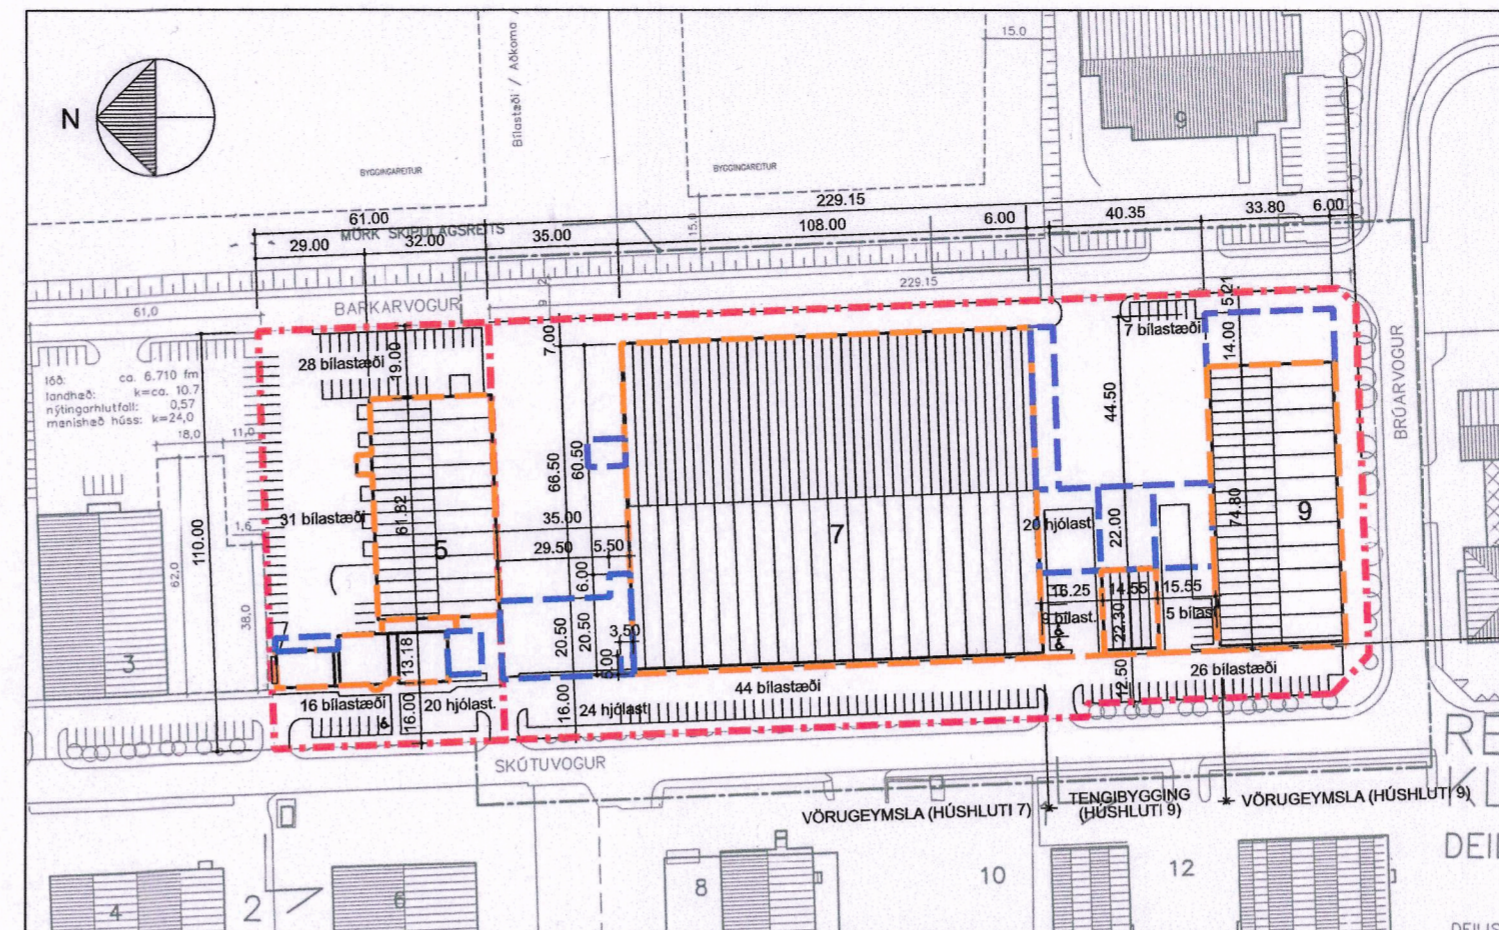 N
Bílastæði / Aðkoma /
BYGGINGAREITUR
BYGGINGAREITUR
15.0
9
61.00
229.15
29.00
MÖRK SKIPULAGSREITS
32.00
35.00
15,0
108.00
6.00
40.35
33.80
6.00
61,0
BARKARVOGUR
229.15
5.21
28 bílastæði
19.00
7.00
7 bílastæði
14.00
BRÚARVOGUR
lóð: ca. 6.710 fm
landhæð: k=ca. 10.7
nýtingarhlutfall: 0,57
mænishæð húss: k=24,0
18,0
11,0
44.50
66.50
60.50
31 bílastæði
61.82
5
110.00
1,6
62,0
38,0
3
35.00
29.50
5.50
6.00
7
20 hjólast.
22.00
74.80
9
16.25
14.55
15.55
9 bílast.
22.30
5 bílast
20.50
20.50
3.50
5.00
13.18
16 bílastæði
16.00
20 hjólast.
16.00
24 hjólast
44 bílastæði
12.50
26 bílastæði
SKÚTUVOGUR
VÖRUGEYMSLA (HÚSHLUTI 7)
TENGIBYGGING
(HÚSHLUTI 9)
VÖRUGEYMSLA (HÚSHLUTI 9)
RE
KL
DEIL
4
2
6
8
10
12